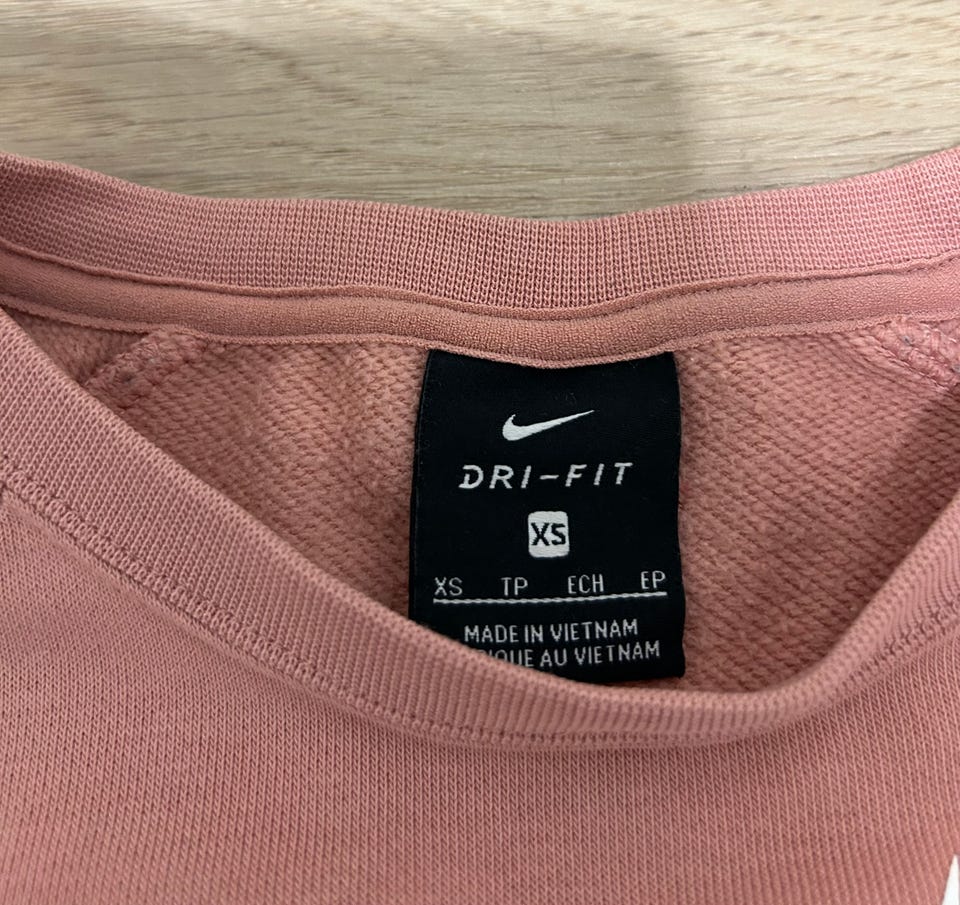 DRI-FIT
XS
XS TP ECH EP
MADE IN VIETNAM
AU VIETNAM